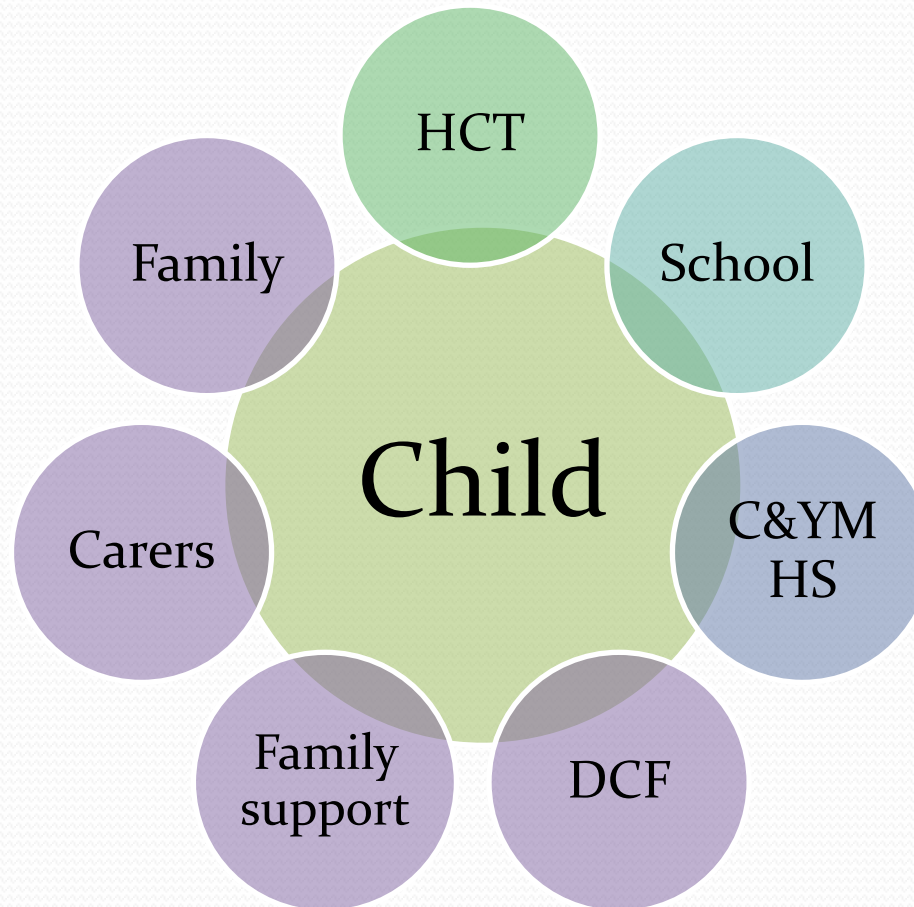 HCT
Family
School
Child
C&YM
HS
Carers
Family
support
DCF